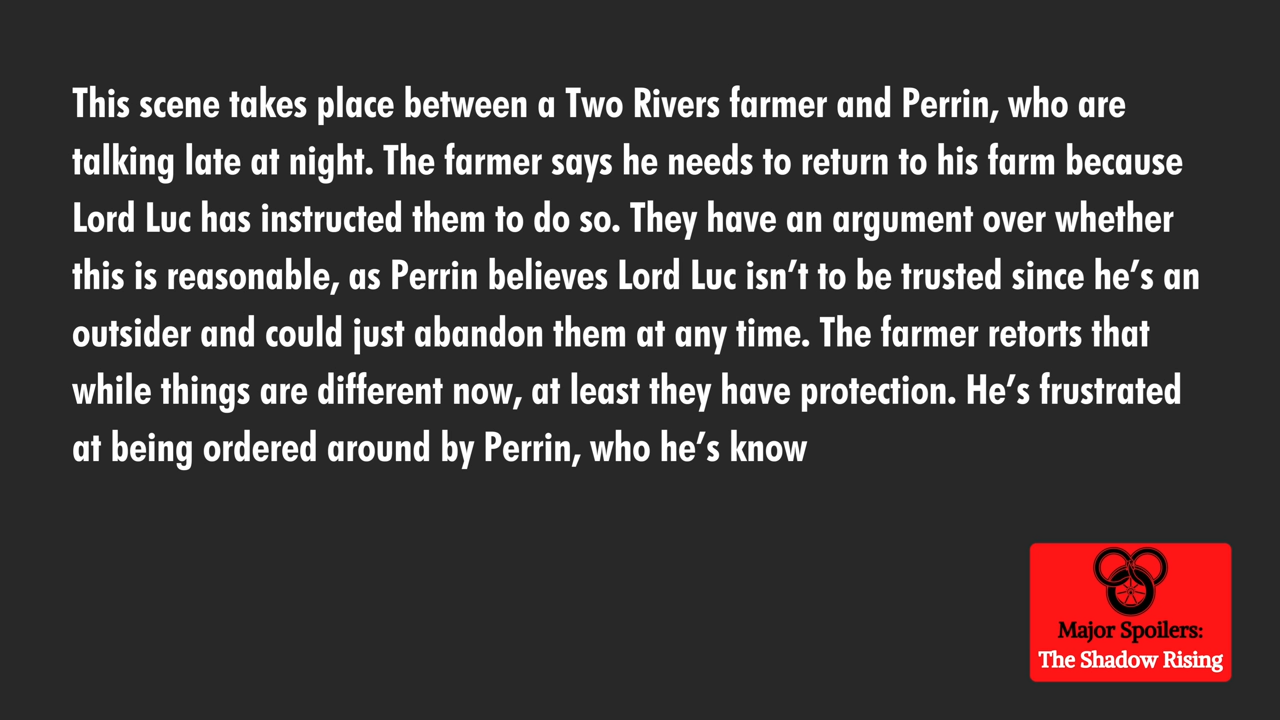 This scene takes place between a Two Rivers farmer and Perrin, who are
talking late at night. The farmer says he needs to return to his farm because
Lord Luc has instructed them to do so. They have an argument over whether
this is reasonable, as Perrin believes Lord Luc isn’t to be trusted since he’s an
outsider and could just abandon them at any time. The farmer retorts that
while things are different now, at least they have protection. He’s frustrated
at being ordered around by Perrin, who he’s know
Major Spoilers:
The Shadow Rising